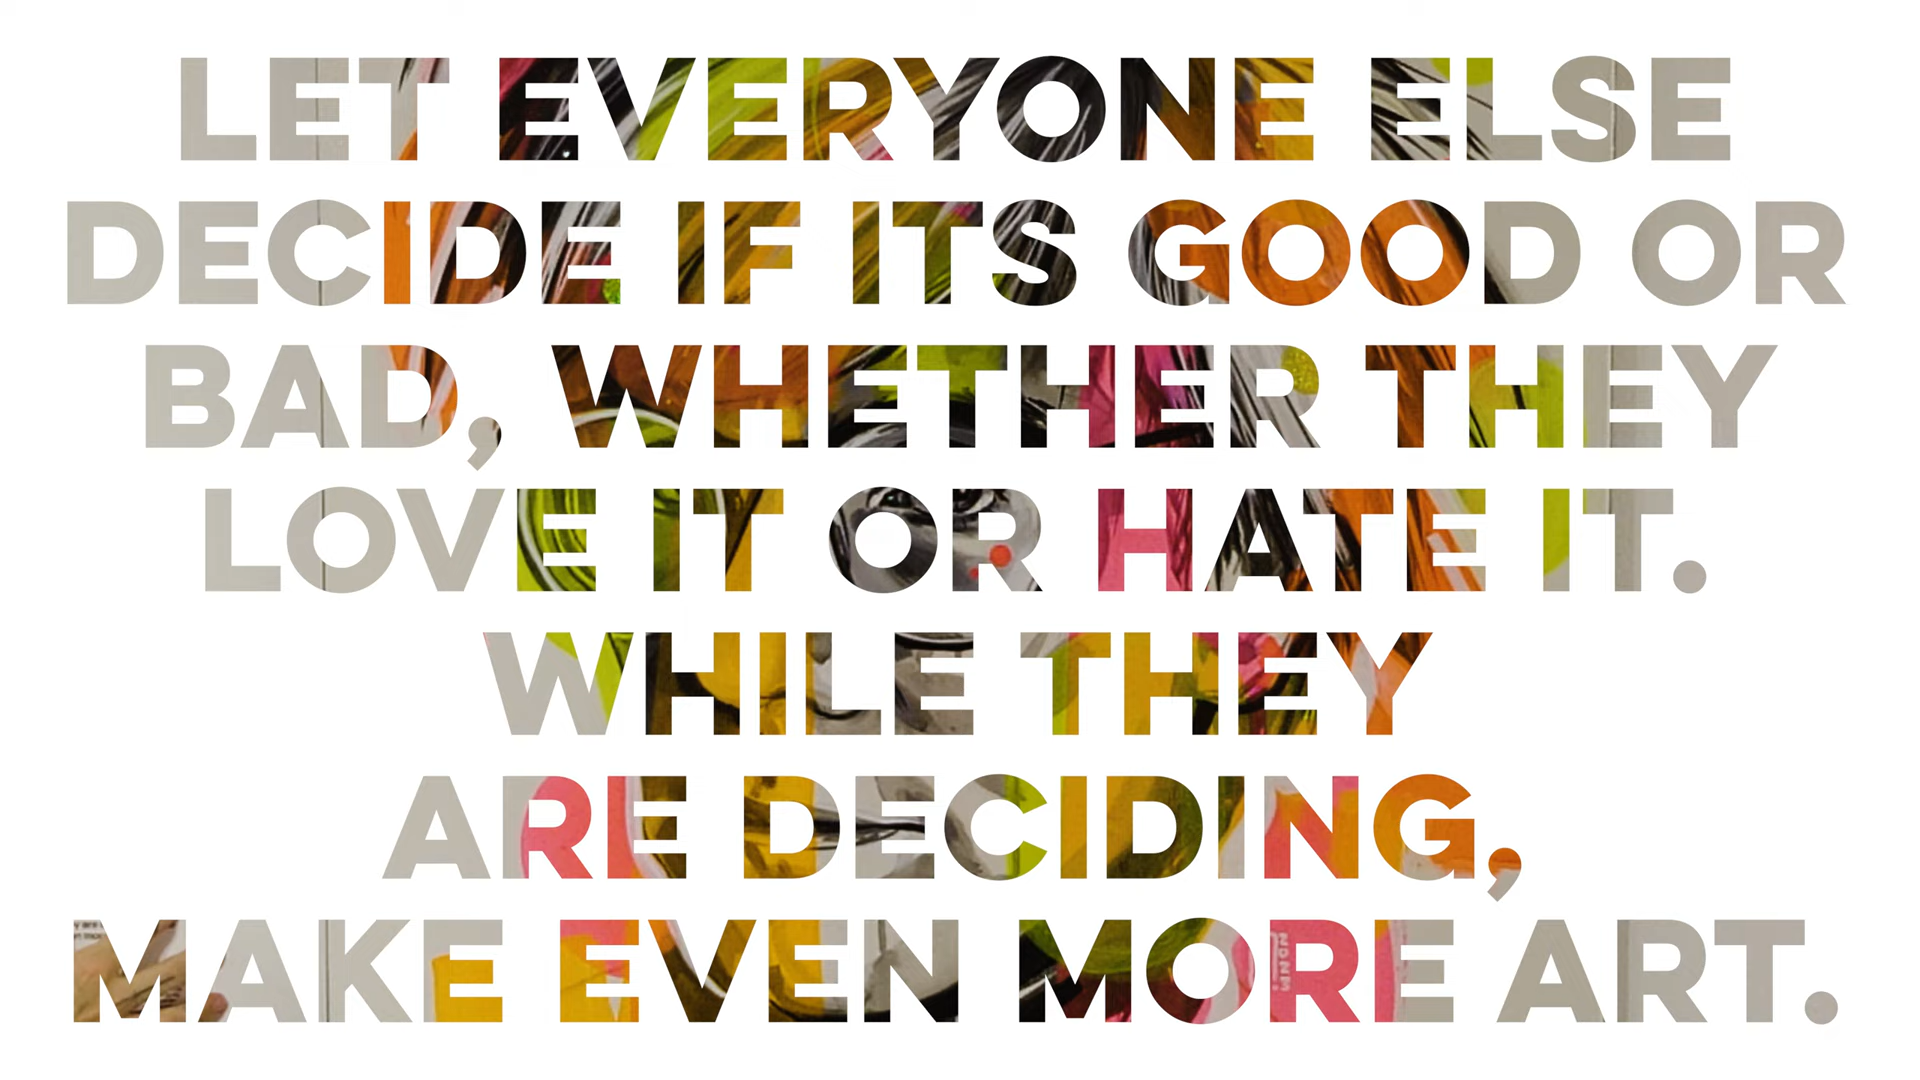 LET EVERYONE ELSE
DECIDE IF ITS GOOD OR
BAD, WHETHER THEY
LOVE IT OR HATE IT.
WHILE THEY
ARE DECIDING,
MAKE EVEN MORE ART.